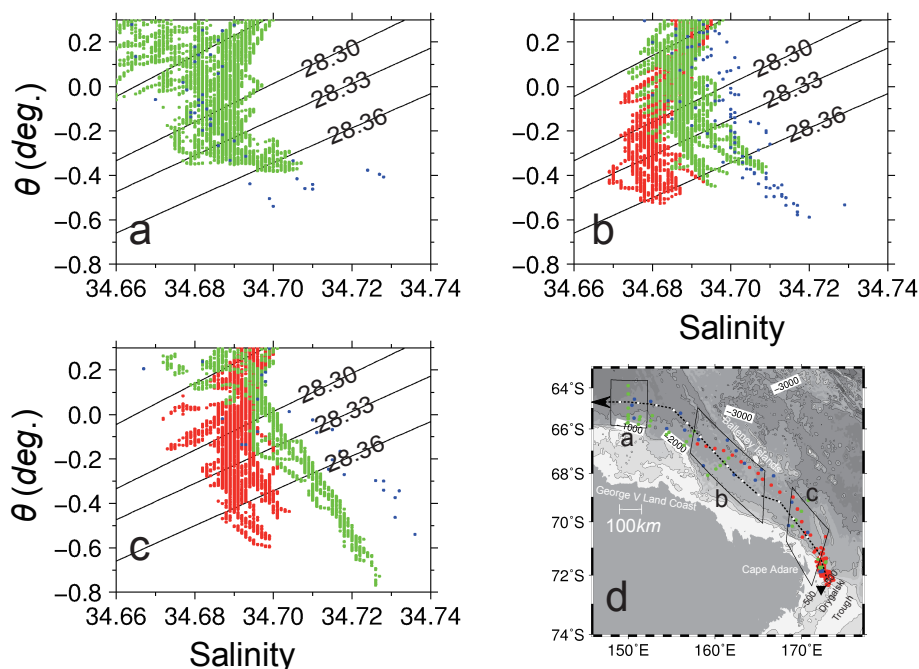 0.0
−0.2
−0.4
−0.6
−0.8
θ (deg.)
28.30
28.33
28.36
a
34.66 34.68 34.70 34.72 34.74
0.0
−0.2
−0.4
−0.6
−0.8
θ (deg.)
28.30
28.33
28.36
b
34.66 34.68 34.70 34.72 34.74
Salinity
0.2
0.0
−0.2
−0.4
−0.6
−0.8
θ (deg.)
28.30
28.33
28.36
c
34.66 34.68 34.70 34.72 34.74
Salinity
64˚S
66˚S
68˚S
70˚S
72˚S
74˚S
−3000
−3000
−1000
−2000
a
b
c
George V Land Coast
100km
Cape Adare
−500
Drygalski
Trough
d
150˚E 160˚E 170˚E